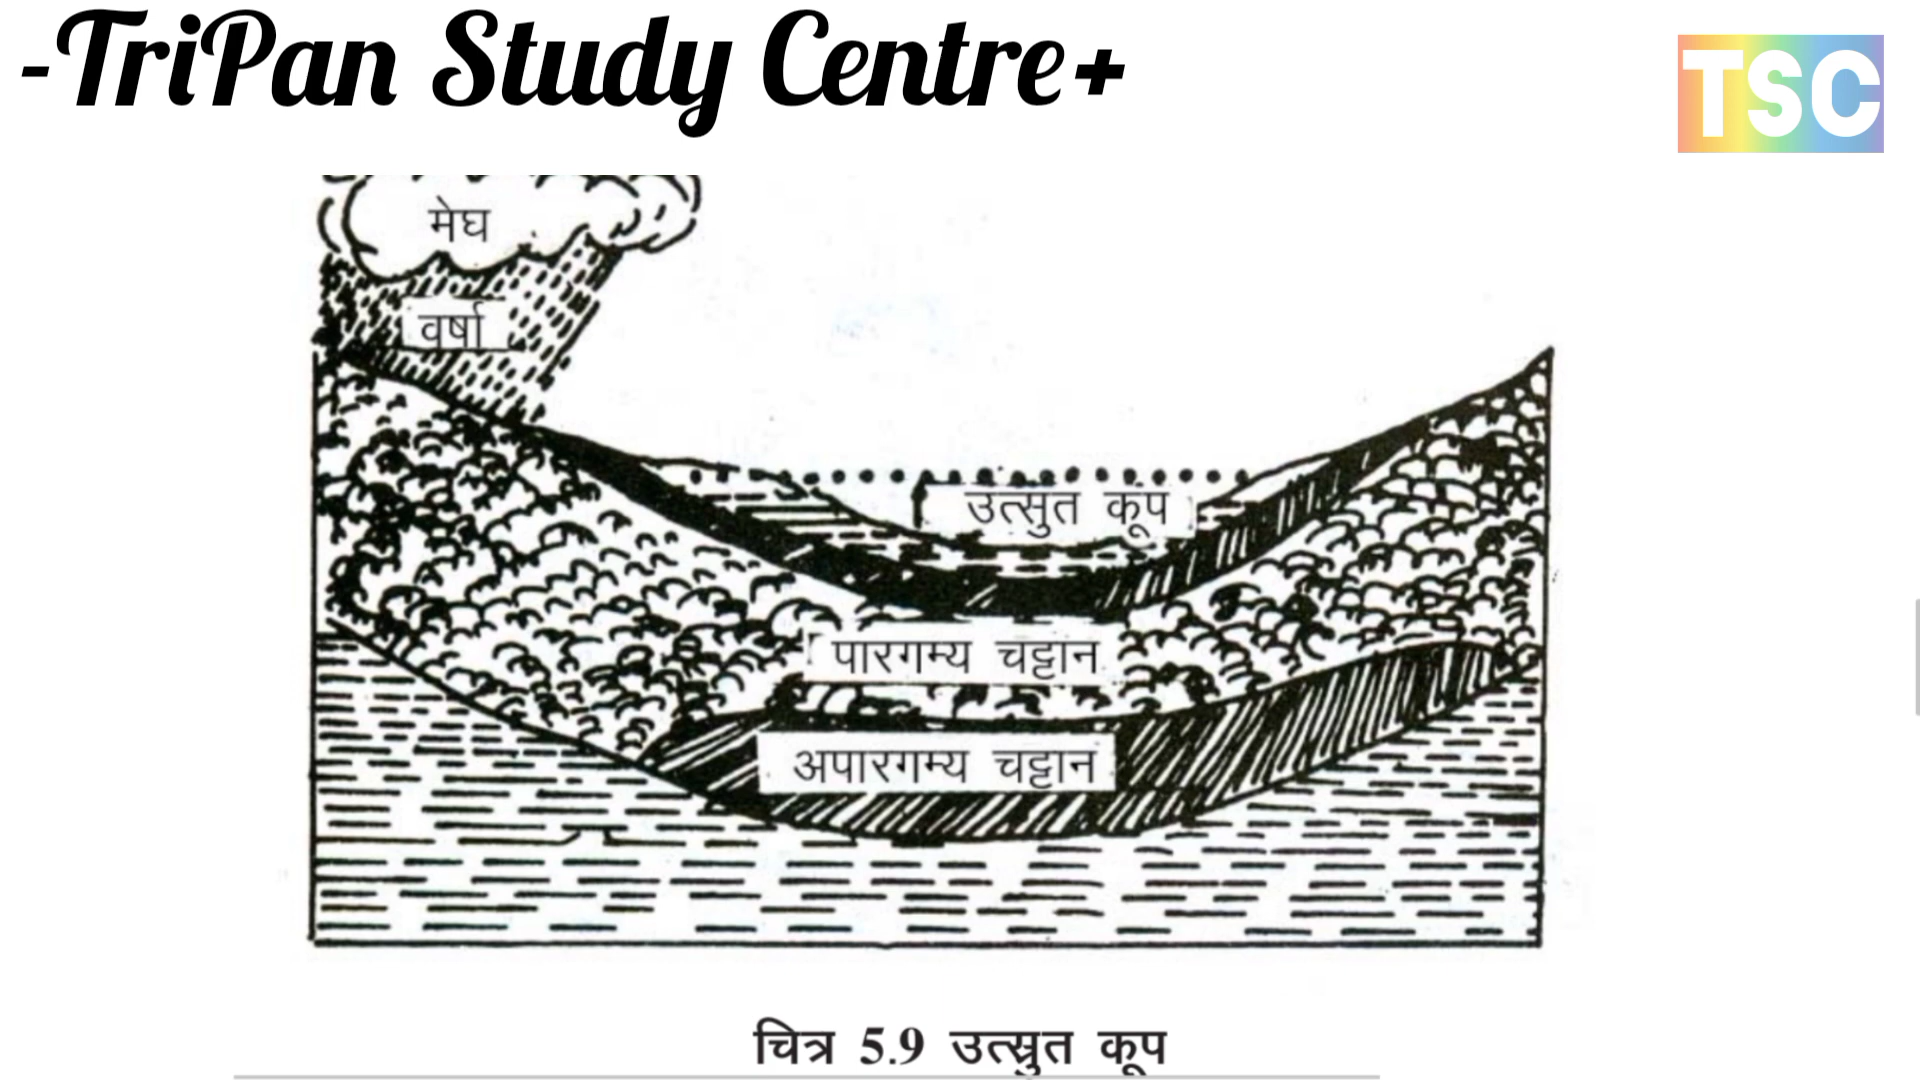 -TriPan Study Centre+
TSC
मेघ
वर्षा
उत्सुत कूप
पारगम्य चट्टान
अपारगम्य चट्टान
चित्र 5.9 उत्स्रुत कूप